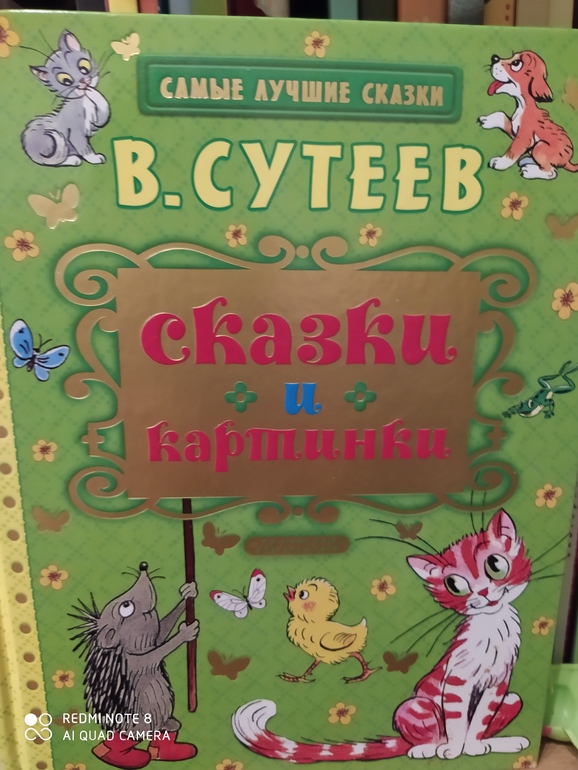 САМЫЕ ЛУЧШИЕ СКАЗКИ
В. СУТЕЕВ
сказки
и
картинки
REDMI NOTE 8
AI QUAD CAMERA